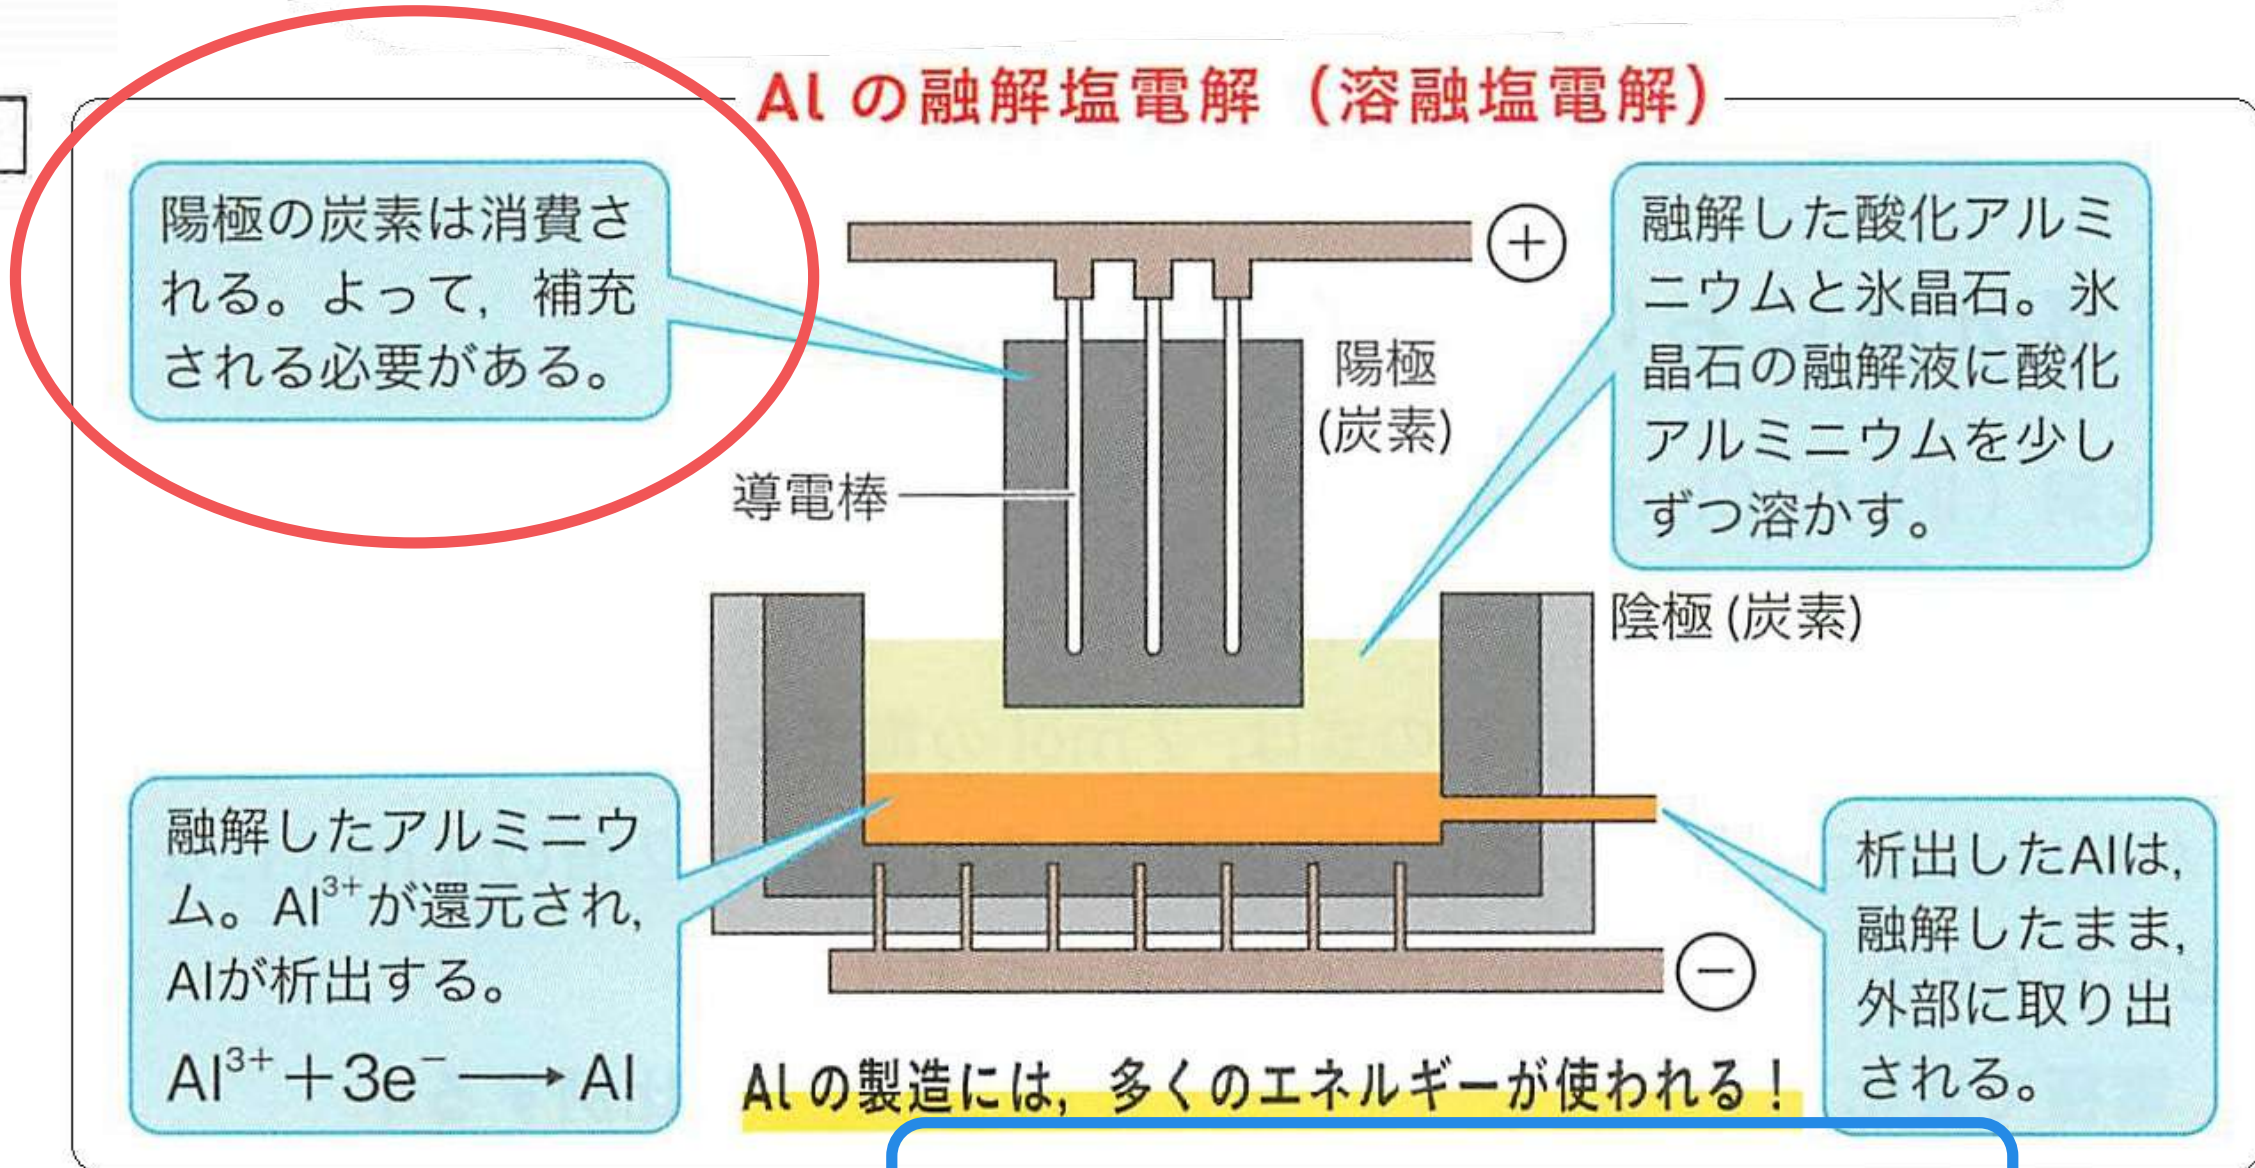 Al の融解塩電解（溶融塩電解）
陽極の炭素は消費さ
れる。よって，補充
される必要がある。
＋
融解した酸化アルミ
ニウムと氷晶石。氷
晶石の融解液に酸化
アルミニウムを少し
ずつ溶かす。
陽極
(炭素)
導電棒
陰極 (炭素)
融解したアルミニウ
ム。Al³⁺が還元され，
Alが析出する。
Al³⁺＋3e⁻⟶Al
析出したAlは，
融解したまま，
外部に取り出
される。
−
Al の製造には，多くのエネルギーが使われる！